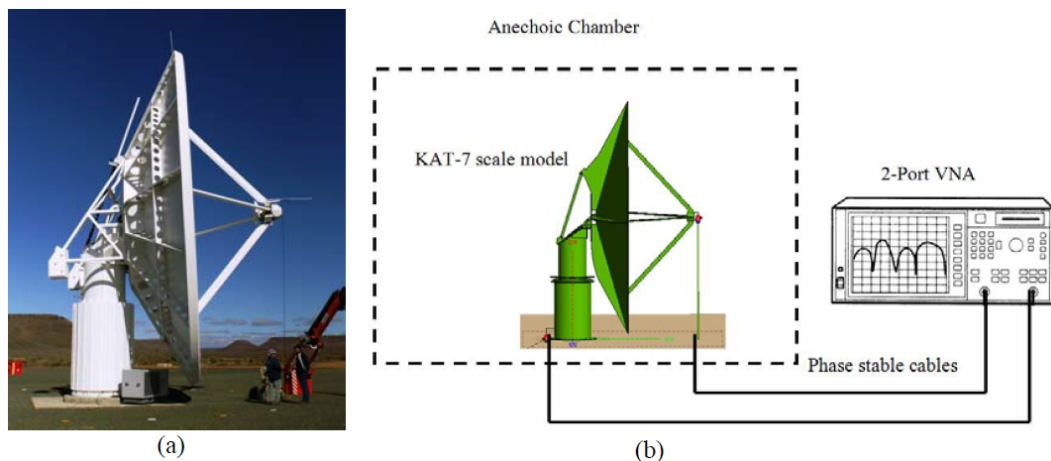 Anechoic Chamber
KAT-7 scale model
2-Port VNA
Phase stable cables
(a)
(b)